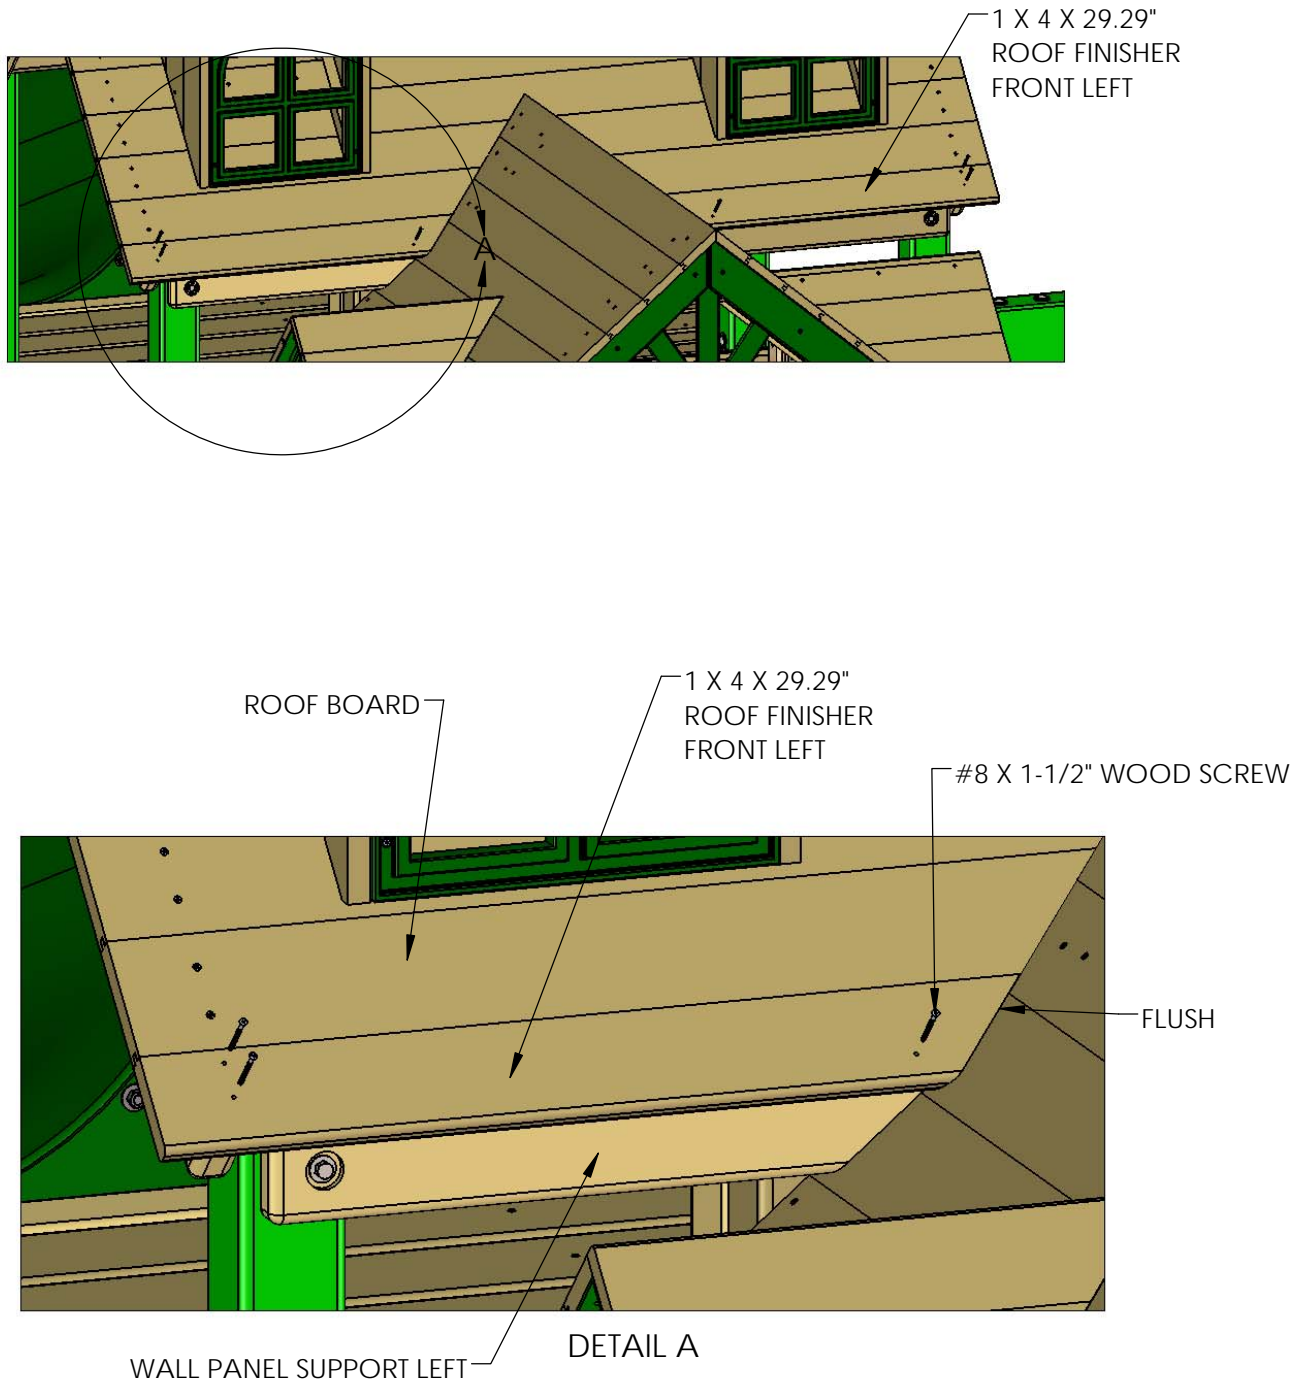 1 X 4 X 29.29"
ROOF FINISHER
FRONT LEFT
A
ROOF BOARD
1 X 4 X 29.29"
ROOF FINISHER
FRONT LEFT
#8 X 1-1/2" WOOD SCREW
FLUSH
DETAIL A
WALL PANEL SUPPORT LEFT